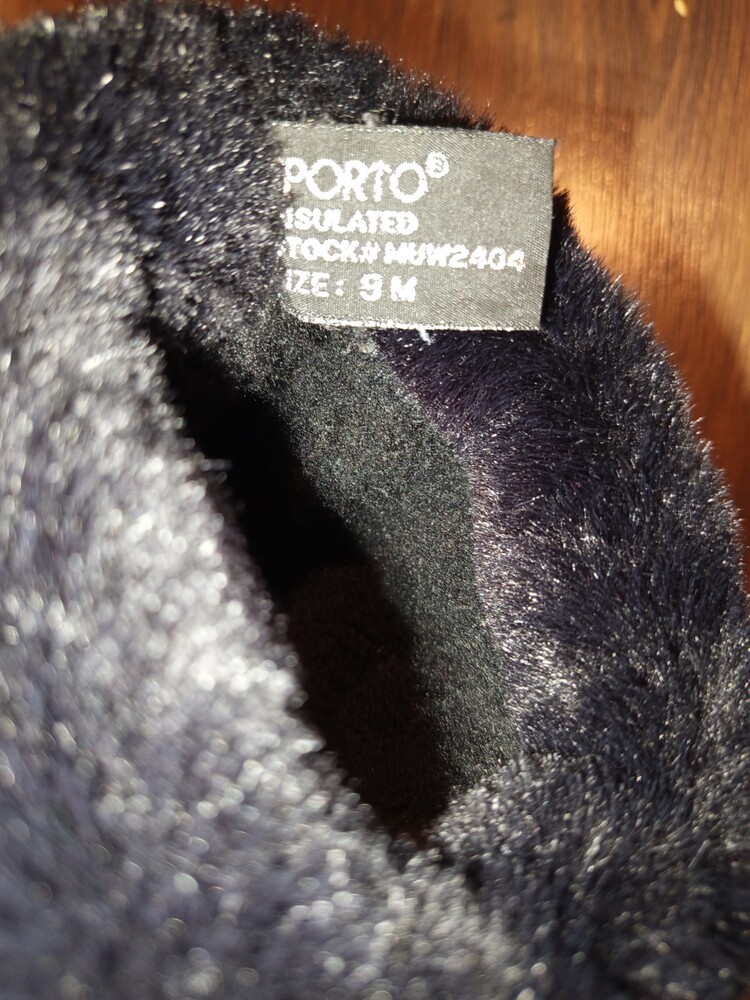 PORTO®
ISULATED
TOCK# MUW2404
IZE: 9 M